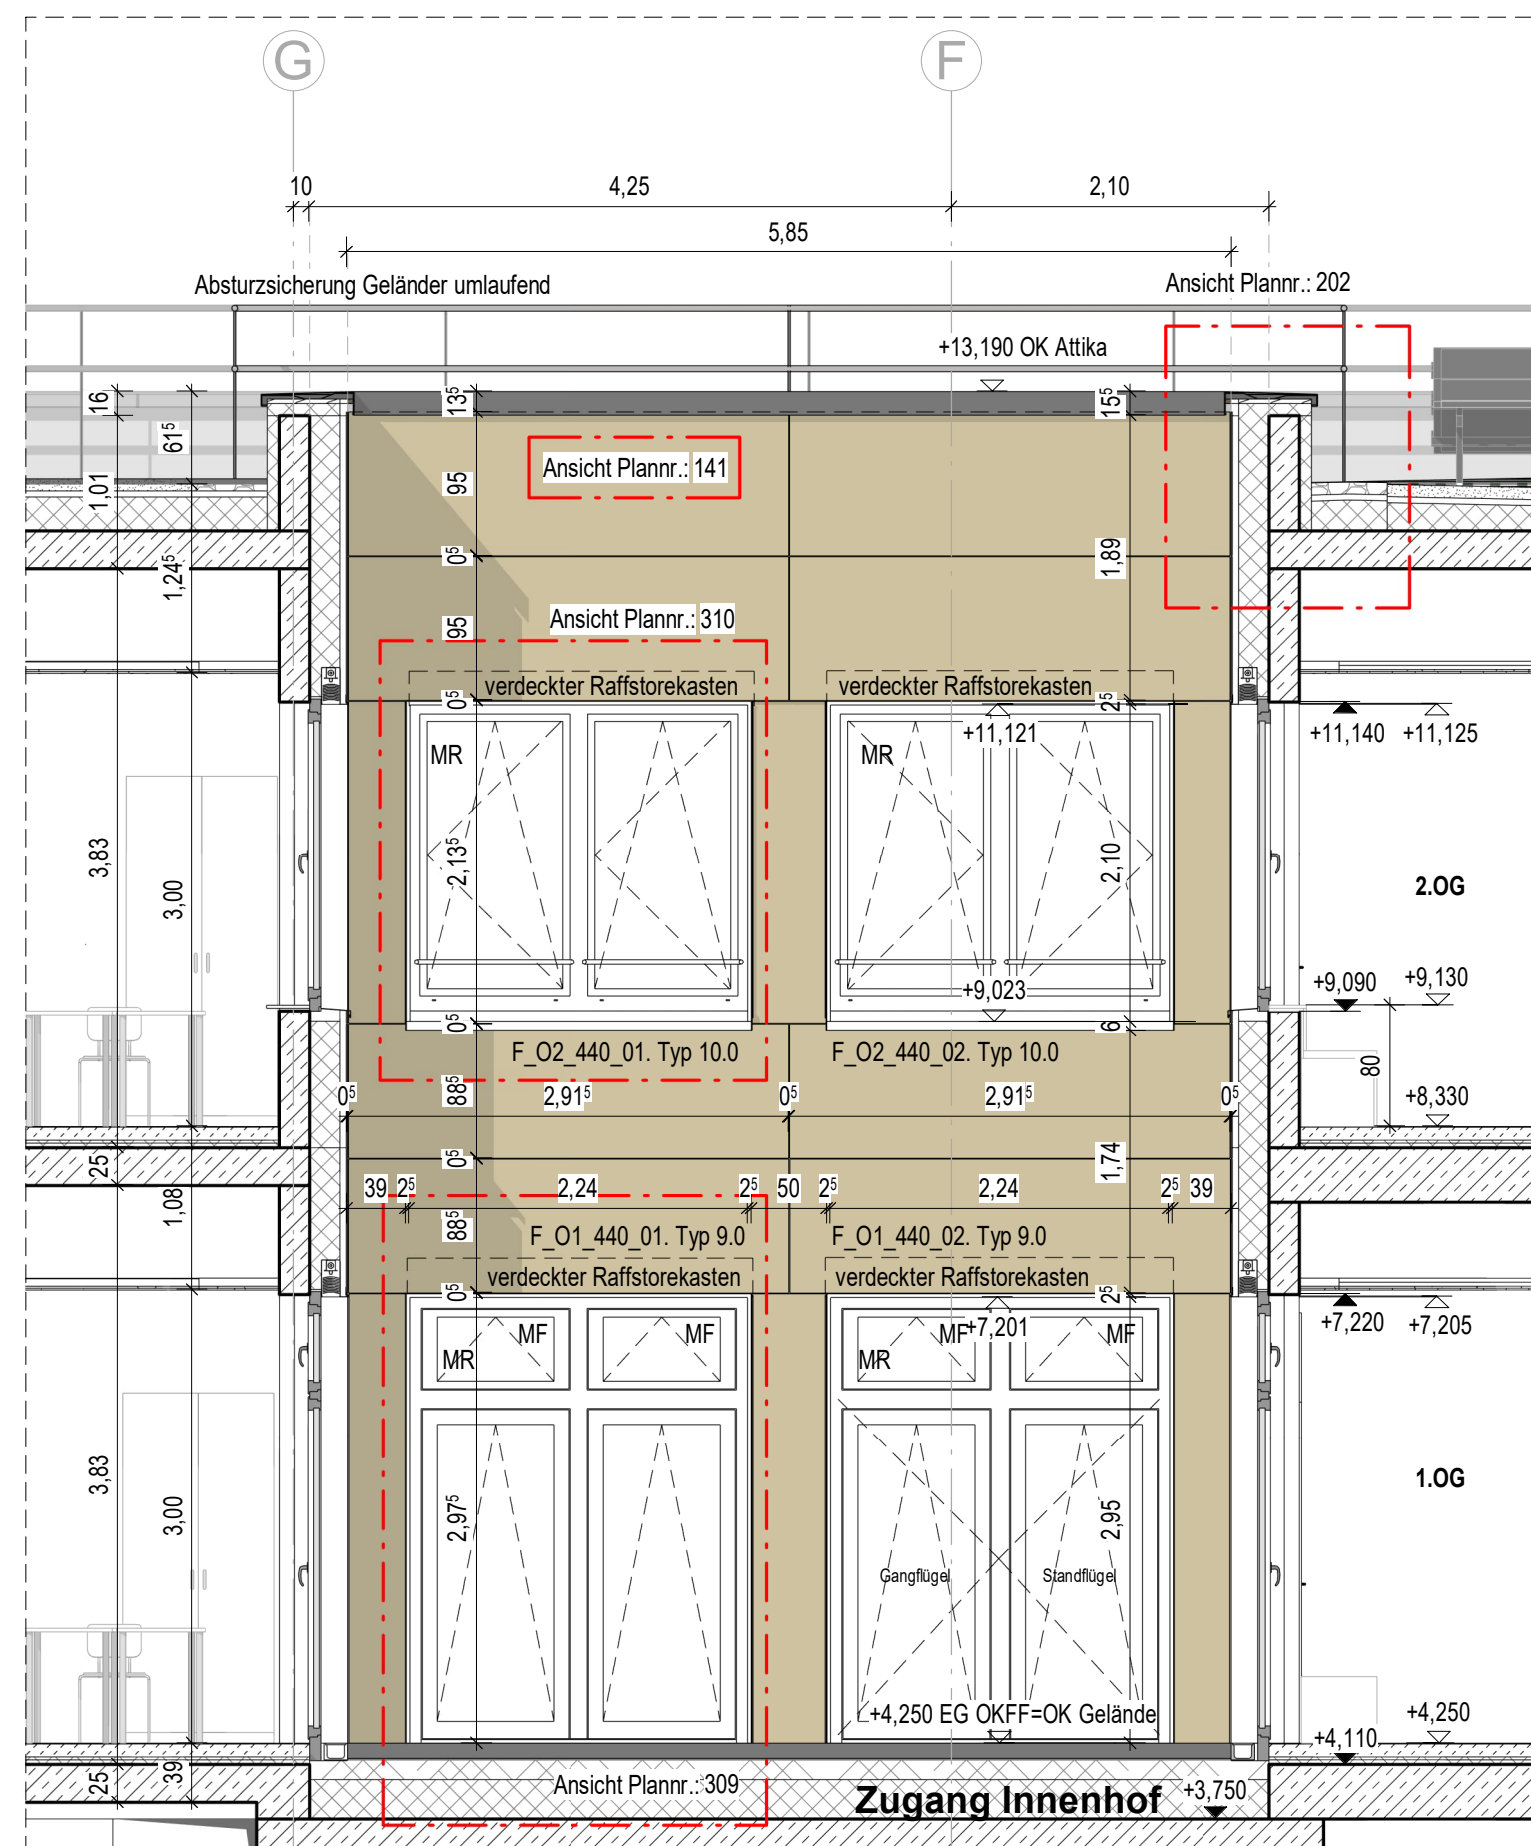 G
F
10
4,25
2,10
5,85
Absturzsicherung Geländer umlaufend
Ansicht Plannr.: 202
+13,190 OK Attika
16
61⁵
13⁵
15⁵
1,01
95
Ansicht Plannr.: 141
1,24⁵
0⁵
1,89
95
Ansicht Plannr.: 310
verdeckter Raffstorekasten
verdeckter Raffstorekasten
0⁵
2⁵
MR
MR
+11,121
+11,140
+11,125
3,83
3,00
2,13⁵
2,10
2.OG
+9,023
+9,090
+9,130
0⁵
6
F_O2_440_01. Typ 10.0
F_O2_440_02. Typ 10.0
80
0⁵
88⁵
2,91⁵
0⁵
2,91⁵
0⁵
+8,330
25
0⁵
1,74
1,08
39
2⁵
2,24
2⁵
50
2⁵
2,24
2⁵
39
88⁵
F_O1_440_01. Typ 9.0
F_O1_440_02. Typ 9.0
verdeckter Raffstorekasten
verdeckter Raffstorekasten
0⁵
2⁵
MR
MF
MF
MR
MF
+7,201
MF
+7,220
+7,205
3,83
3,00
2,97⁵
2,95
1.OG
Gangflügel
Standflügel
+4,250 EG OKFF=OK Gelände
+4,250
+4,110
25
39
Ansicht Plannr.: 309
Zugang Innenhof
+3,750